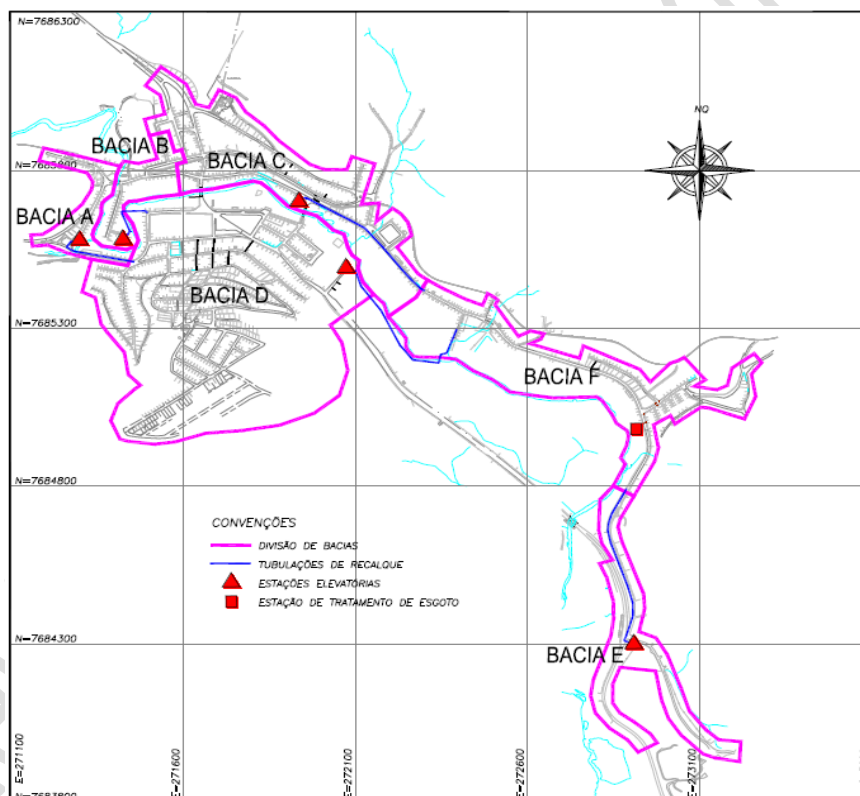 N=7686300
NQ
BACIA B
BACIA C
N=7685800
BACIA A
BACIA D
N=7685300
BACIA F
N=7684800
CONVENÇÕES
DIVISÃO DE BACIAS
TUBULAÇÕES DE RECALQUE
ESTAÇÕES ELEVATÓRIAS
ESTAÇÃO DE TRATAMENTO DE ESGOTO
N=7684300
BACIA E
E=271100
E=271600
E=272100
E=272600
E=273100
N=7683800